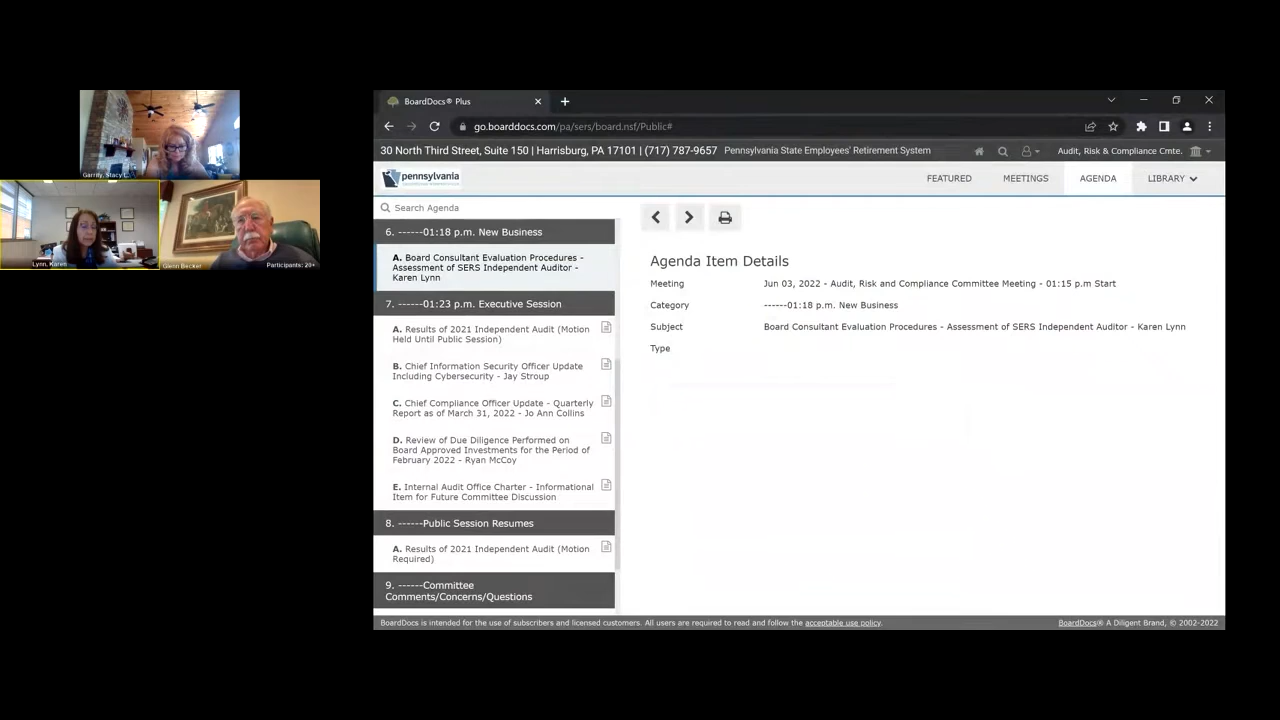 Garrity, Stacy L.
Lynn, Karen
Glenn Becker
Participants: 20+
BoardDocs® Plus
go.boarddocs.com/pa/sers/board.nsf/Public#
30 North Third Street, Suite 150 | Harrisburg, PA 17101 | (717) 787-9657 Pennsylvania State Employees' Retirement System
Audit, Risk & Compliance Cmte.
pennsylvania
FEATURED
MEETINGS
AGENDA
LIBRARY
Search Agenda
6. ------01:18 p.m. New Business
A. Board Consultant Evaluation Procedures -
Assessment of SERS Independent Auditor -
Karen Lynn
7. ------01:23 p.m. Executive Session
A. Results of 2021 Independent Audit (Motion
Held Until Public Session)
B. Chief Information Security Officer Update
Including Cybersecurity - Jay Stroup
C. Chief Compliance Officer Update - Quarterly
Report as of March 31, 2022 - Jo Ann Collins
D. Review of Due Diligence Performed on
Board Approved Investments for the Period of
February 2022 - Ryan McCoy
E. Internal Audit Office Charter - Informational
Item for Future Committee Discussion
8. ------Public Session Resumes
A. Results of 2021 Independent Audit (Motion
Required)
9. ------Committee
Comments/Concerns/Questions
Agenda Item Details
Meeting Jun 03, 2022 - Audit, Risk and Compliance Committee Meeting - 01:15 p.m Start
Category ------01:18 p.m. New Business
Subject Board Consultant Evaluation Procedures - Assessment of SERS Independent Auditor - Karen Lynn
Type
BoardDocs is intended for the use of subscribers and licensed customers. All users are required to read and follow the acceptable use policy.
BoardDocs® A Diligent Brand, © 2002-2022